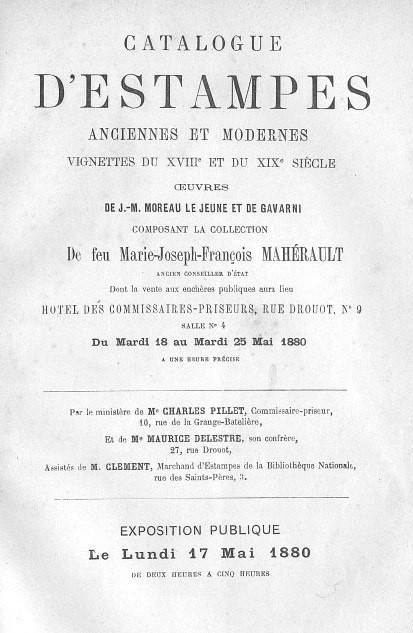 CATALOGUE
D'ESTAMPES
ANCIENNES ET MODERNES
VIGNETTES DU XVIIIe ET DU XIXe SIÈCLE
ŒUVRES
DE J.-M. MOREAU LE JEUNE ET DE GAVARNI
COMPOSANT LA COLLECTION
De feu Marie-Joseph-François MAHÉRAULT
ANCIEN CONSEILLER D'ÉTAT
Dont la vente aux enchères publiques aura lieu
HOTEL DES COMMISSAIRES-PRISEURS, RUE DROUOT, No 9
SALLE No 4
Du Mardi 18 au Mardi 25 Mai 1880
A UNE HEURE PRÉCISE
Par le ministère de Me CHARLES PILLET, Commissaire-priseur,
10, rue de la Grange-Batelière,
Et de Me MAURICE DELESTRE, son confrère,
27, rue Drouot,
Assistés de M. CLEMENT, Marchand d'Estampes de la Bibliothèque Nationale,
rue des Saints-Pères, 3.
EXPOSITION PUBLIQUE
Le Lundi 17 Mai 1880
DE DEUX HEURES A CINQ HEURES